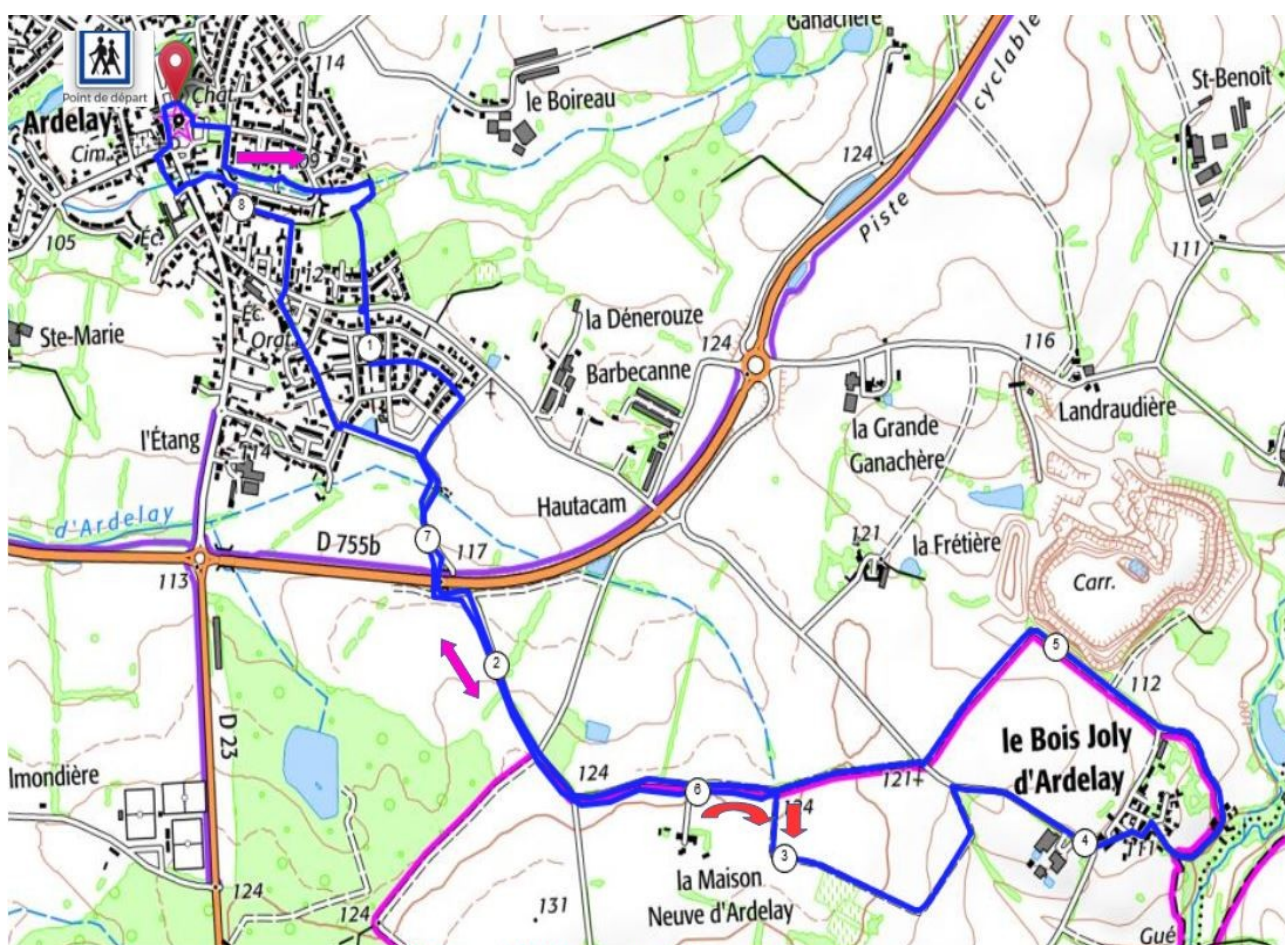 Point de départ
Ardelay
Chat.
Cim.
114
le Boireau
Ganachère
St-Benoît
124
Piste cyclable
8
105
Éc.
111
Ste-Marie
Éc.
Orat.
1
la Dénerouze
124
Barbecanne
116
Landraudière
l'Étang
114
la Grande
Ganachère
Hautacam
d'Ardelay
D 755b
7
117
121
la Frétière
Carr.
113
2
5
112
D 23
le Bois Joly
d'Ardelay
lmondière
124
6
121
124
3
4
111
la Maison
Neuve d'Ardelay
124
124
131
Gué